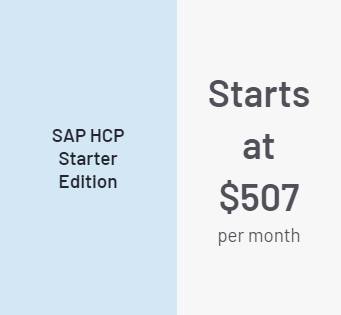 SAP HCP
Starter
Edition
Starts
at
$507
per month